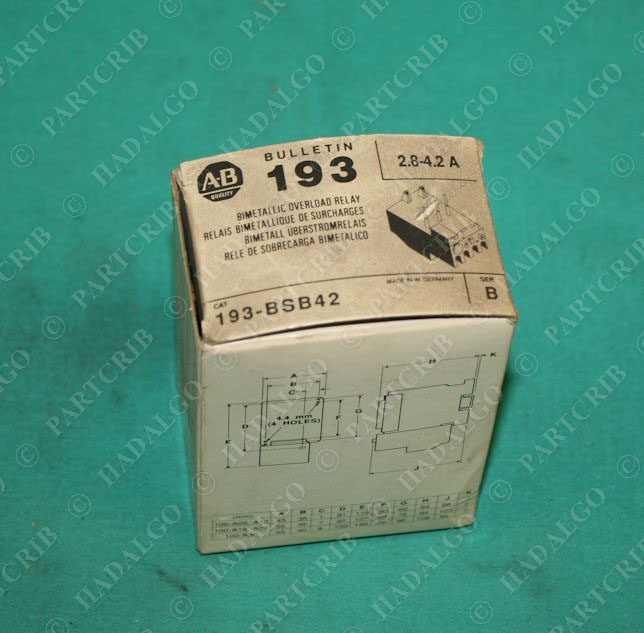 BULLETIN
193
A-B
QUALITY
2.8-4.2 A
BIMETALLIC OVERLOAD RELAY
RELAIS BIMETALLIQUE DE SURCHARGES
BIMETALL ÜBERSTROMRELAIS
RELE DE SOBRECARGA BIMETALICO
MADE IN W. GERMANY
CAT
193-BSB42
SER
B
H
K
A
B
C
4.4 mm
(4 HOLES)
D
E
F
G
J
A B C D E F G H J K
© PARTCRIB
© HADALGO